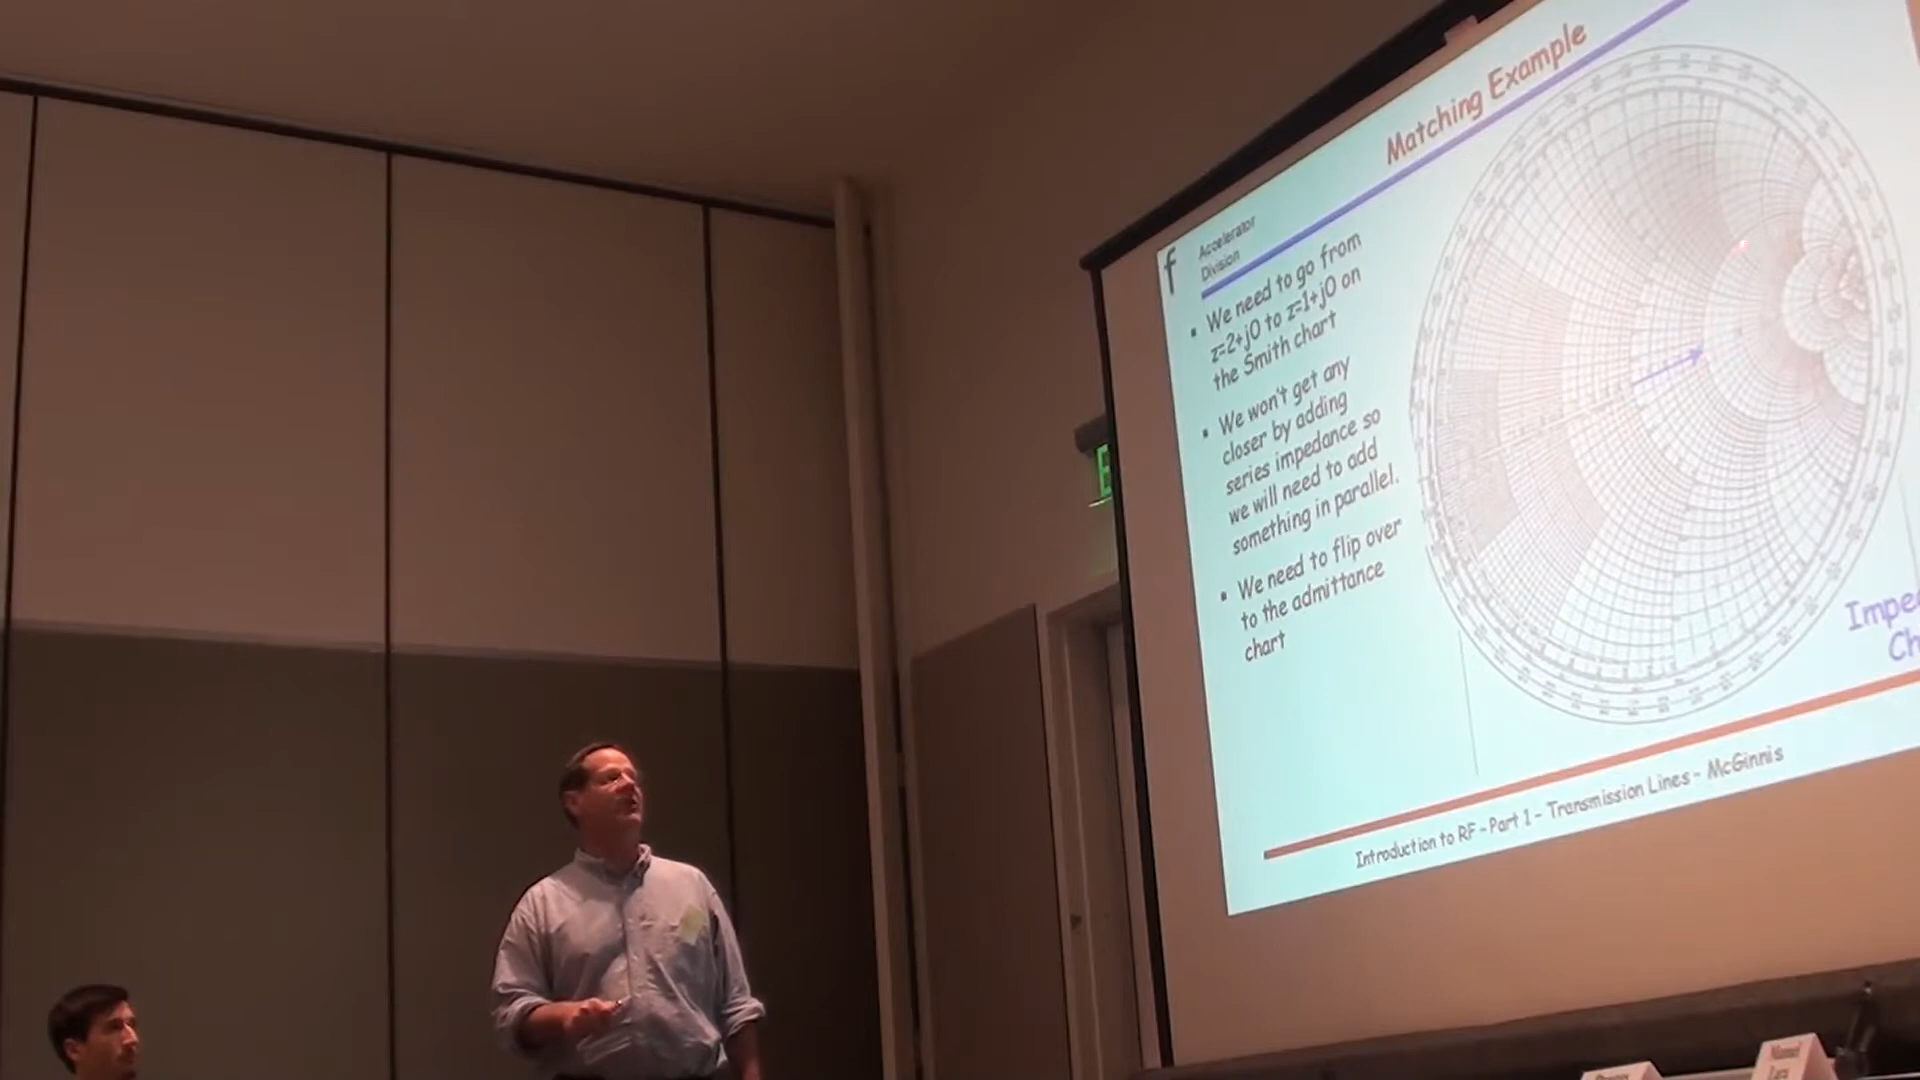 Matching Example
f
Accelerator
Division
▪ We need to go from
z=2+j0 to z=1+j0 on
the Smith chart
▪ We won't get any
closer by adding
series impedance so
we will need to add
something in parallel.
▪ We need to flip over
to the admittance
chart
Impe
Ch
Introduction to RF - Part 1 - Transmission Lines - McGinnis
E